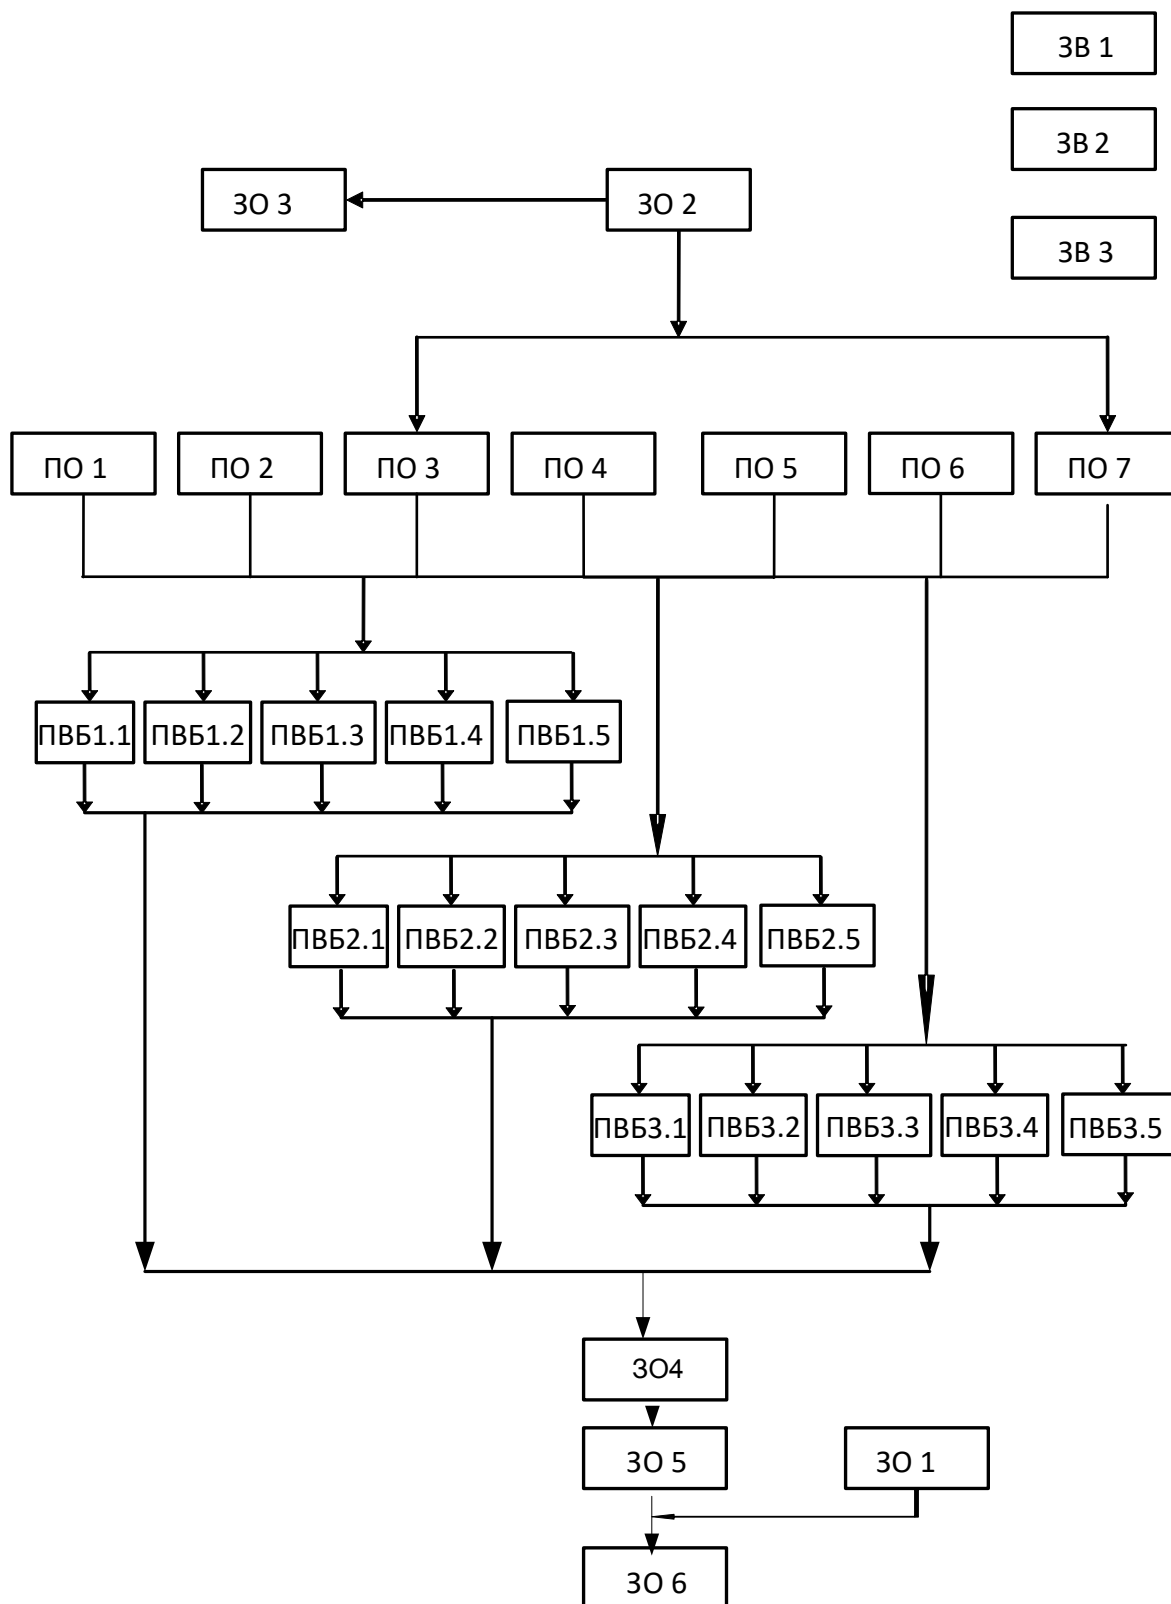 ЗВ 1
ЗВ 2
ЗО 3
ЗО 2
ЗВ 3
ПО 1
ПО 2
ПО 3
ПО 4
ПО 5
ПО 6
ПО 7
ПВБ1.1
ПВБ1.2
ПВБ1.3
ПВБ1.4
ПВБ1.5
ПВБ2.1
ПВБ2.2
ПВБ2.3
ПВБ2.4
ПВБ2.5
ПВБ3.1
ПВБ3.2
ПВБ3.3
ПВБ3.4
ПВБ3.5
ЗО4
ЗО 5
ЗО 1
ЗО 6